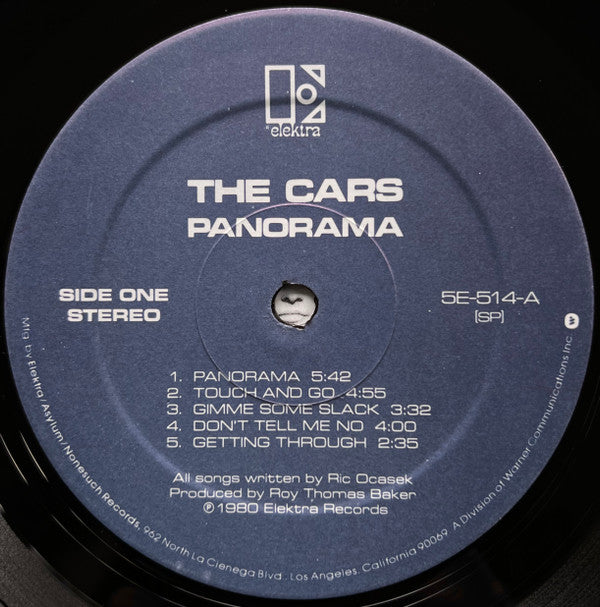 elektra
THE CARS
PANORAMA
SIDE ONE
STEREO
5E-514-A
[SP]
1. PANORAMA 5:42
2. TOUCH AND GO 4:55
3. GIMME SOME SLACK 3:32
4. DON'T TELL ME NO 4:00
5. GETTING THROUGH 2:35
All songs written by Ric Ocasek
Produced by Roy Thomas Baker
℗ 1980 Elektra Records
Mfg. by Elektra/Asylum/Nonesuch Records, 962 North La Cienega Blvd., Los Angeles, California 90069 A Division of Warner Communications Inc. W